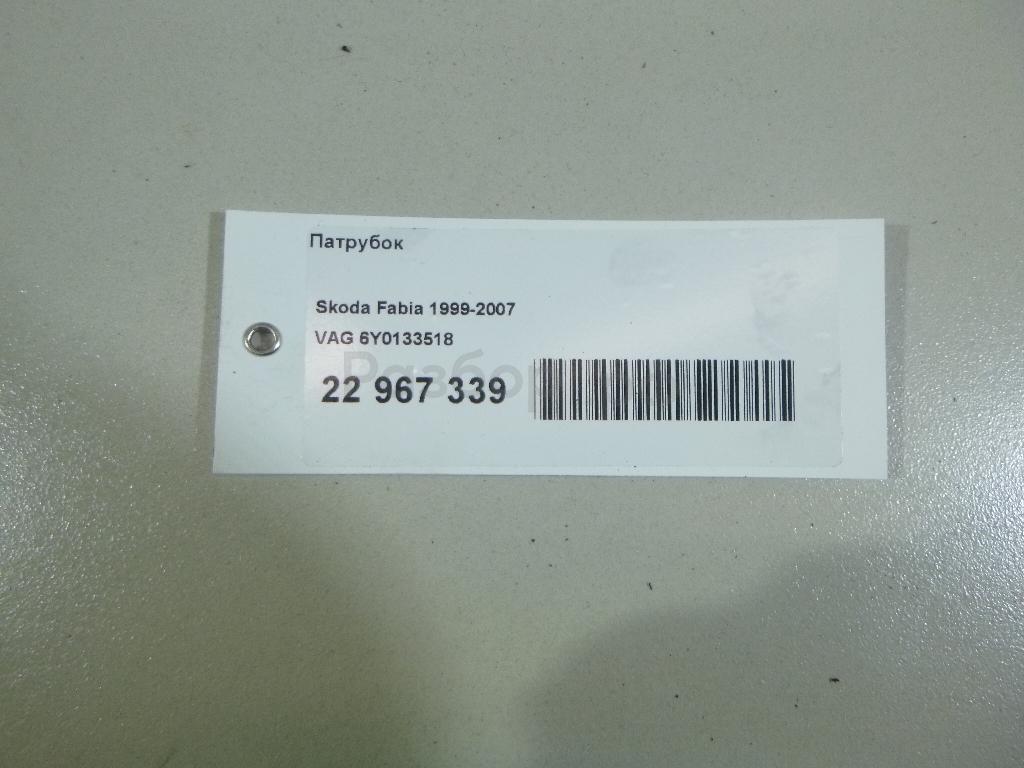 Патрубок
Skoda Fabia 1999-2007
VAG 6Y0133518
22 967 339